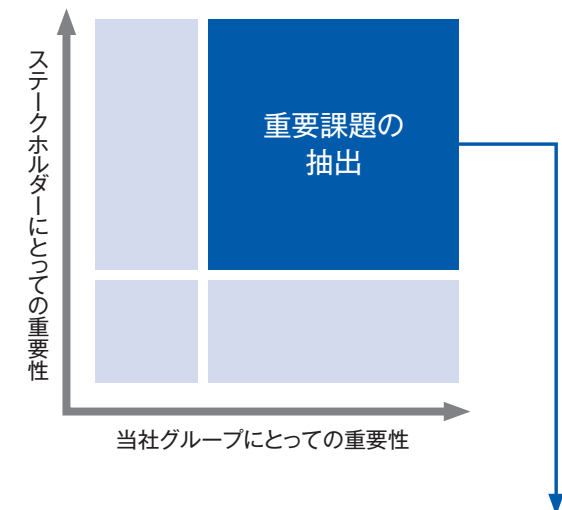 ステークホルダーにとっての重要性
重要課題の
抽出
当社グループにとっての重要性